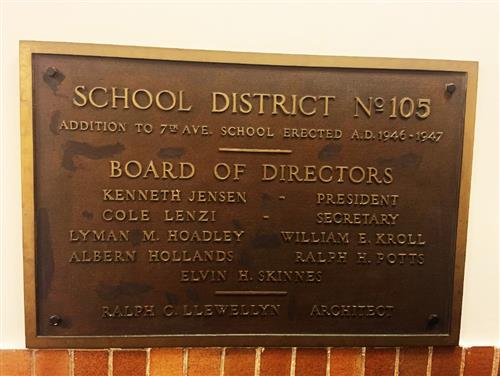 SCHOOL DISTRICT No 105
ADDITION TO 7TH AVE. SCHOOL ERECTED A.D. 1946-1947
BOARD OF DIRECTORS
KENNETH JENSEN - PRESIDENT
COLE LENZI - SECRETARY
LYMAN M. HOADLEY WILLIAM E. KROLL
ALBERN HOLLANDS RALPH H. POTTS
ELVIN H. SKINNES
RALPH C. LLEWELLYN ARCHITECT